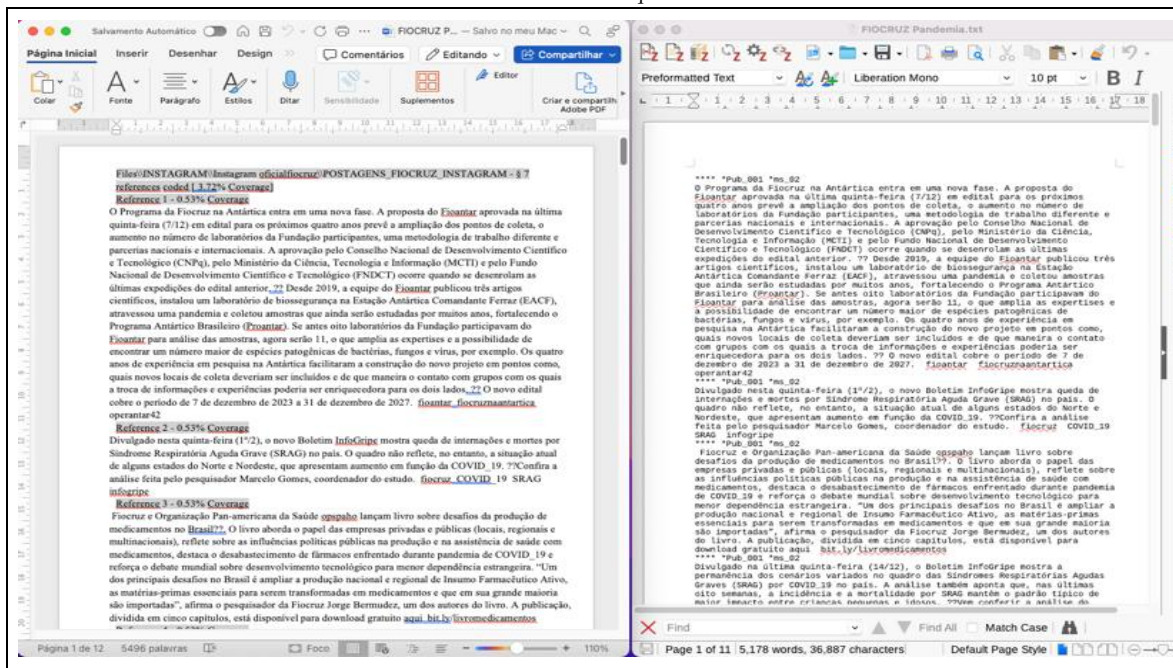 Salvamento Automático
FIOCRUZ P... — Salvo no meu Mac
Página Inicial Inserir Desenhar Design Comentários Editando Compartilhar
Colar Fonte Parágrafo Estilos Ditar Sensibilidade Suplementos Editor Criar e compartilh
Adobe PDF
Files\\INSTAGRAM\\Instagram oficialfiocruz\POSTAGENS_FIOCRUZ_INSTAGRAM - § 7
references coded [ 3.72% Coverage]
Reference 1 - 0.53% Coverage
O Programa da Fiocruz na Antártica entra em uma nova fase. A proposta do Fioantar aprovada na última
quinta-feira (7/12) em edital para os próximos quatro anos prevê a ampliação dos pontos de coleta, o
aumento no número de laboratórios da Fundação participantes, uma metodologia de trabalho diferente e
parcerias nacionais e internacionais. A aprovação pelo Conselho Nacional de Desenvolvimento Científico
e Tecnológico (CNPq), pelo Ministério da Ciência, Tecnologia e Informação (MCTI) e pelo Fundo
Nacional de Desenvolvimento Científico e Tecnológico (FNDCT) ocorre quando se desenrolam as
últimas expedições do edital anterior. ?? Desde 2019, a equipe do Fioantar publicou três artigos
científicos, instalou um laboratório de biossegurança na Estação Antártica Comandante Ferraz (EACF),
atravessou uma pandemia e coletou amostras que ainda serão estudadas por muitos anos, fortalecendo o
Programa Antártico Brasileiro (Proantar). Se antes oito laboratórios da Fundação participavam do
Fioantar para análise das amostras, agora serão 11, o que amplia as expertises e a possibilidade de
encontrar um número maior de espécies patogênicas de bactérias, fungos e vírus, por exemplo. Os quatro
anos de experiência em pesquisa na Antártica facilitaram a construção do novo projeto em pontos como,
quais novos locais de coleta deveriam ser incluídos e de que maneira o contato com grupos com os quais
a troca de informações e experiências poderia ser enriquecedora para os dois lados. ?? O novo edital
cobre o período de 7 de dezembro de 2023 a 31 de dezembro de 2027. fioantar fiocruznaantartica
operantar42
Reference 2 - 0.53% Coverage
Divulgado nesta quinta-feira (1º/2), o novo Boletim InfoGripe mostra queda de internações e mortes por
Síndrome Respiratória Aguda Grave (SRAG) no país. O quadro não reflete, no entanto, a situação atual
de alguns estados do Norte e Nordeste, que apresentam aumento em função da COVID_19. ??Confira a
análise feita pelo pesquisador Marcelo Gomes, coordenador do estudo. fiocruz COVID_19 SRAG
infogripe
Reference 3 - 0.53% Coverage
Fiocruz e Organização Pan-americana da Saúde opspaho lançam livro sobre desafios da produção de
medicamentos no Brasil??. O livro aborda o papel das empresas privadas e públicas (locais, regionais e
multinacionais), reflete sobre as influências políticas públicas na produção e na assistência de saúde com
medicamentos, destaca o desabastecimento de fármacos enfrentado durante pandemia de COVID_19 e
reforça o debate mundial sobre desenvolvimento tecnológico para menor dependência estrangeira. “Um
dos principais desafios no Brasil é ampliar a produção nacional e regional de Insumo Farmacêutico Ativo,
as matérias-primas essenciais para serem transformadas em medicamentos e que em sua grande maioria
são importadas”, afirma o pesquisador da Fiocruz Jorge Bermudez, um dos autores do livro. A publicação,
dividida em cinco capítulos, está disponível para download gratuito aqui bit.ly/livromedicamentos
Página 1 de 12 5496 palavras Foco 110%
FIOCRUZ Pandemia.txt
Preformatted Text Liberation Mono 10 pt B I
**** *Pub_001 *ms_02
O Programa da Fiocruz na Antártica entra em uma nova fase. A proposta do
Fioantar aprovada na última quinta-feira (7/12) em edital para os próximos
quatro anos prevê a ampliação dos pontos de coleta, o aumento no número de
laboratórios da Fundação participantes, uma metodologia de trabalho diferente e
parcerias nacionais e internacionais. A aprovação pelo Conselho Nacional de
Desenvolvimento Científico e Tecnológico (CNPq), pelo Ministério da Ciência,
Tecnologia e Informação (MCTI) e pelo Fundo Nacional de Desenvolvimento
Científico e Tecnológico (FNDCT) ocorre quando se desenrolam as últimas
expedições do edital anterior. ?? Desde 2019, a equipe do Fioantar publicou três
artigos científicos, instalou um laboratório de biossegurança na Estação
Antártica Comandante Ferraz (EACF), atravessou uma pandemia e coletou amostras
que ainda serão estudadas por muitos anos, fortalecendo o Programa Antártico
Brasileiro (Proantar). Se antes oito laboratórios da Fundação participavam do
Fioantar para análise das amostras, agora serão 11, o que amplia as expertises e
a possibilidade de encontrar um número maior de espécies patogênicas de
bactérias, fungos e vírus, por exemplo. Os quatro anos de experiência em
pesquisa na Antártica facilitaram a construção do novo projeto em pontos como,
quais novos locais de coleta deveriam ser incluídos e de que maneira o contato
com grupos com os quais a troca de informações e experiências poderia ser
enriquecedora para os dois lados. ?? O novo edital cobre o período de 7 de
dezembro de 2023 a 31 de dezembro de 2027. fioantar fiocruznaantartica
operantar42
**** *Pub_001 *ms_02
Divulgado nesta quinta-feira (1º/2), o novo Boletim InfoGripe mostra queda de
internações e mortes por Síndrome Respiratória Aguda Grave (SRAG) no país. O
quadro não reflete, no entanto, a situação atual de alguns estados do Norte e
Nordeste, que apresentam aumento em função da COVID_19. ??Confira a análise
feita pelo pesquisador Marcelo Gomes, coordenador do estudo. fiocruz COVID_19
SRAG infogripe
**** *Pub_001 *ms_02
Fiocruz e Organização Pan-americana da Saúde opspaho lançam livro sobre
desafios da produção de medicamentos no Brasil??. O livro aborda o papel das
empresas privadas e públicas (locais, regionais e multinacionais), reflete sobre
as influências políticas públicas na produção e na assistência de saúde com
medicamentos, destaca o desabastecimento de fármacos enfrentado durante pandemia
de COVID_19 e reforça o debate mundial sobre desenvolvimento tecnológico para
menor dependência estrangeira. "Um dos principais desafios no Brasil é ampliar a
produção nacional e regional de Insumo Farmacêutico Ativo, as matérias-primas
essenciais para serem transformadas em medicamentos e que em sua grande maioria
são importadas", afirma o pesquisador da Fiocruz Jorge Bermudez, um dos autores
do livro. A publicação, dividida em cinco capítulos, está disponível para
download gratuito aqui bit.ly/livromedicamentos
**** *Pub_001 *ms_02
Divulgado na última quinta-feira (14/12), o Boletim InfoGripe mostra a
permanência dos cenários variados no quadro das Síndromes Respiratórias Agudas
Graves (SRAG) por COVID_19 no país. A análise também aponta que, nas últimas
oito semanas, a incidência e a mortalidade por SRAG mantêm o padrão típico de
maior impacto entre crianças pequenas e idosos. ??Vem conferir a análise do
Find Find All Match Case
Page 1 of 11 5,178 words, 36,887 characters Default Page Style